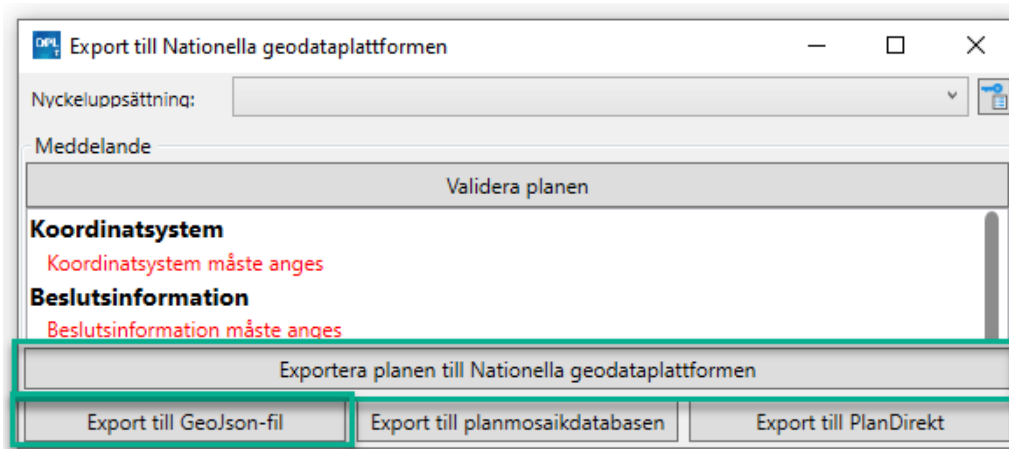 DPL
T
Export till Nationella geodataplattformen
Nyckeluppsättning:
Meddelande
Validera planen
Koordinatsystem
Koordinatsystem måste anges
Beslutsinformation
Beslutsinformation måste anges
Exportera planen till Nationella geodataplattformen
Export till GeoJson-fil
Export till planmosaikdatabasen
Export till PlanDirekt